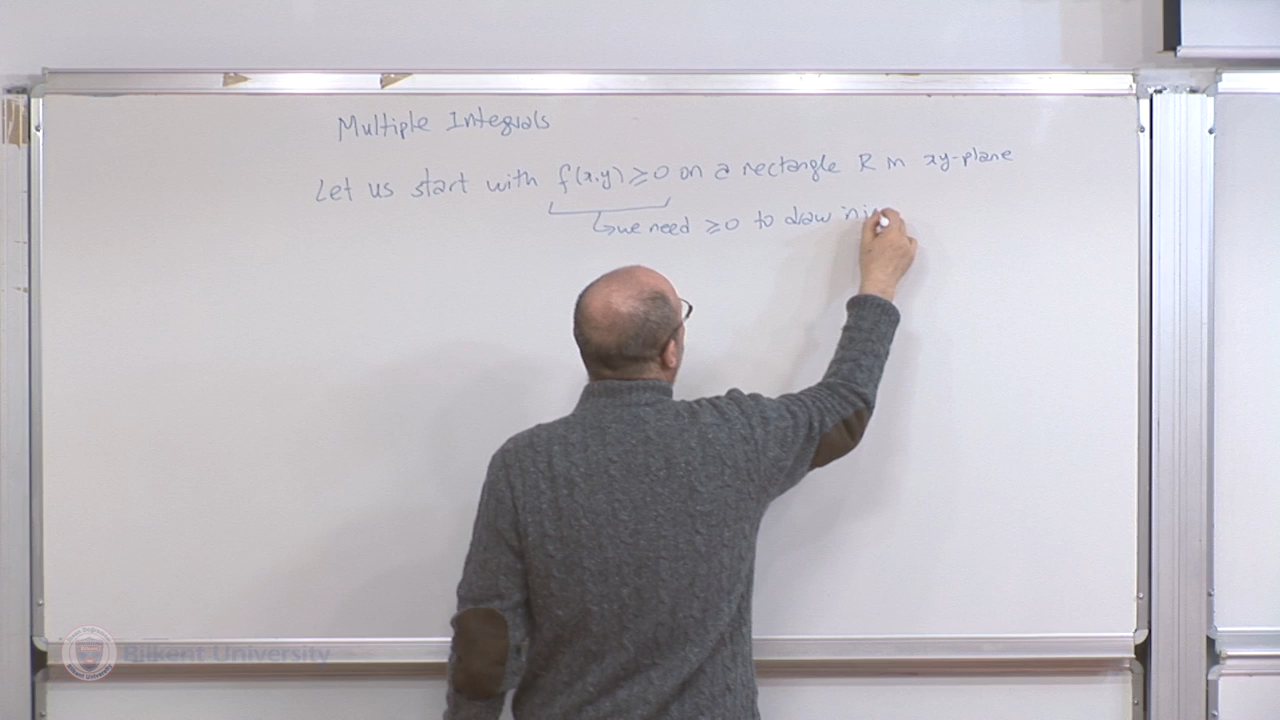 Multiple Integrals
Let us start with f(x,y) ≥ 0 on a rectangle R in xy-plane
↳ we need ≥0 to draw
Bilkent University